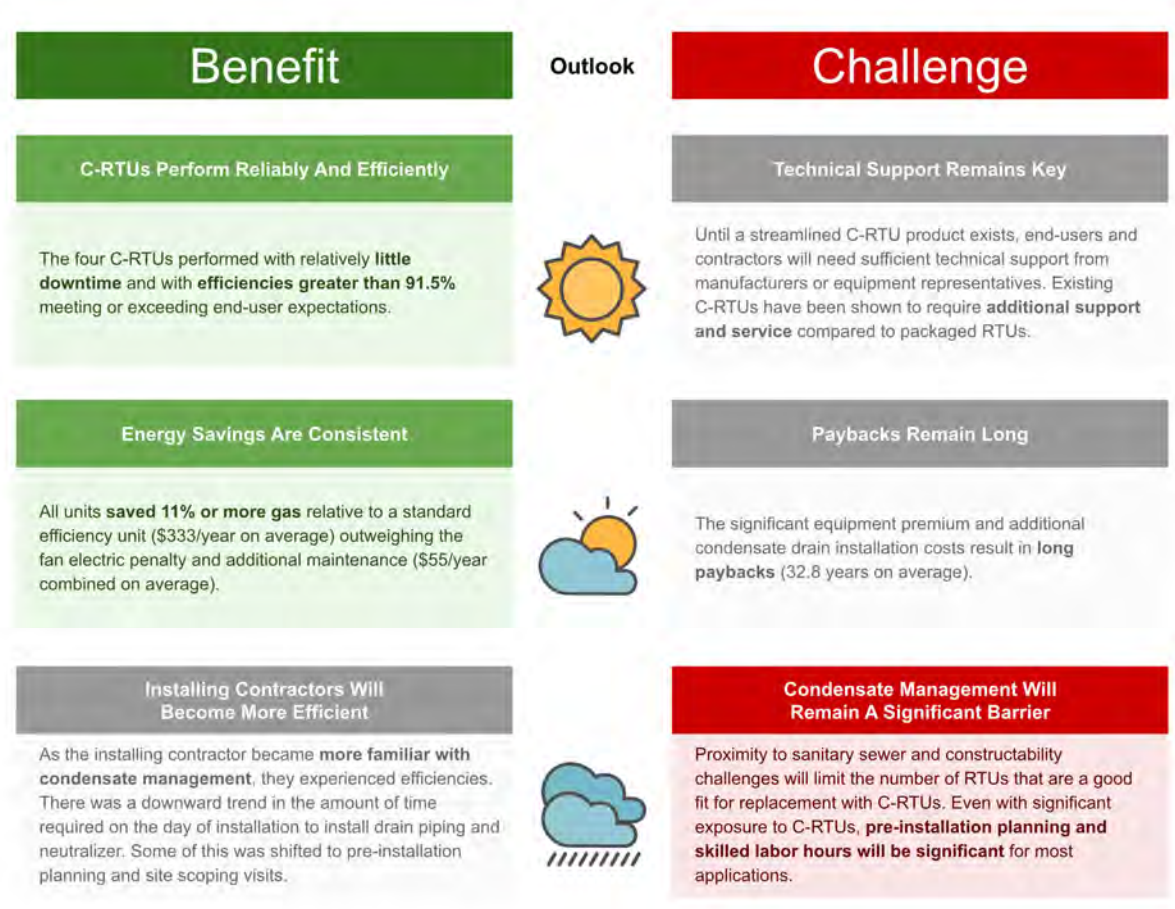 Benefit
Outlook
Challenge
C-RTUs Perform Reliably And Efficiently
The four C-RTUs performed with relatively little
downtime and with efficiencies greater than 91.5%
meeting or exceeding end-user expectations.
Technical Support Remains Key
Until a streamlined C-RTU product exists, end-users and
contractors will need sufficient technical support from
manufacturers or equipment representatives. Existing
C-RTUs have been shown to require additional support
and service compared to packaged RTUs.
Energy Savings Are Consistent
All units saved 11% or more gas relative to a standard
efficiency unit ($333/year on average) outweighing the
fan electric penalty and additional maintenance ($55/year
combined on average).
Paybacks Remain Long
The significant equipment premium and additional
condensate drain installation costs result in long
paybacks (32.8 years on average).
Installing Contractors Will
Become More Efficient
As the installing contractor became more familiar with
condensate management, they experienced efficiencies.
There was a downward trend in the amount of time
required on the day of installation to install drain piping and
neutralizer. Some of this was shifted to pre-installation
planning and site scoping visits.
Condensate Management Will
Remain A Significant Barrier
Proximity to sanitary sewer and constructability
challenges will limit the number of RTUs that are a good
fit for replacement with C-RTUs. Even with significant
exposure to C-RTUs, pre-installation planning and
skilled labor hours will be significant for most
applications.